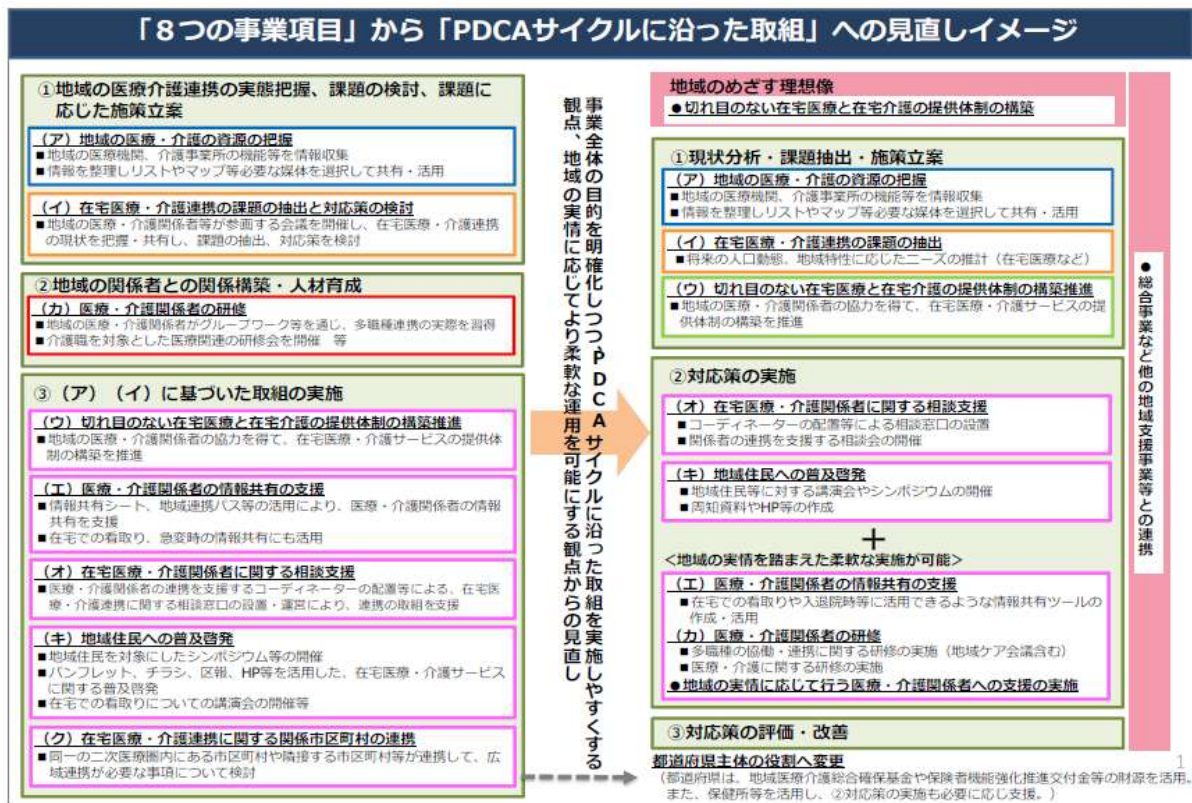 「８つの事業項目」から「PDCAサイクルに沿った取組」への見直しイメージ
①地域の医療介護連携の実態把握、課題の検討、課題に
応じた施策立案
（ア）地域の医療・介護の資源の把握
■地域の医療機関、介護事業所の機能等を情報収集
■情報を整理しリストやマップ等必要な媒体を選択して共有・活用
（イ）在宅医療・介護連携の課題の抽出と対応策の検討
■地域の医療・介護関係者等が参画する会議を開催し、在宅医療・介護連携
の現状を把握・共有し、課題の抽出、対応策を検討
②地域の関係者との関係構築・人材育成
（カ）医療・介護関係者の研修
■地域の医療・介護関係者がグループワーク等を通じ、多職種連携の実際を習得
■介護職を対象とした医療関連の研修会を開催　等
③（ア）（イ）に基づいた取組の実施
（ウ）切れ目のない在宅医療と在宅介護の提供体制の構築推進
■地域の医療・介護関係者の協力を得て、在宅医療・介護サービスの提供体
制の構築を推進
（エ）医療・介護関係者の情報共有の支援
■情報共有シート、地域連携パス等の活用により、医療・介護関係者の情報
共有を支援
■在宅での看取り、急変時の情報共有にも活用
（オ）在宅医療・介護関係者に関する相談支援
■医療・介護関係者の連携を支援するコーディネーターの配置等による、在宅医
療・介護連携に関する相談窓口の設置・運営により、連携の取組を支援
（キ）地域住民への普及啓発
■地域住民を対象にしたシンポジウム等の開催
■パンフレット、チラシ、区報、HP等を活用した、在宅医療・介護サービス
に関する普及啓発
■在宅での看取りについての講演会の開催等
（ク）在宅医療・介護連携に関する関係市区町村の連携
■同一の二次医療圏内にある市区町村や隣接する市区町村等が連携して、広
域連携が必要な事項について検討
事業全体の目的を明確化しつつ、PDCAサイクルに沿った取組を実施しやすくする
観点、地域の実情に応じてより柔軟な運用を可能にする観点からの見直し
地域のめざす理想像
●切れ目のない在宅医療と在宅介護の提供体制の構築
①現状分析・課題抽出・施策立案
（ア）地域の医療・介護の資源の把握
■地域の医療機関、介護事業所の機能等を情報収集
■情報を整理しリストやマップ等必要な媒体を選択して共有・活用
（イ）在宅医療・介護連携の課題の抽出
■将来の人口動態、地域特性に応じたニーズの推計（在宅医療など）
（ウ）切れ目のない在宅医療と在宅介護の提供体制の構築推進
■地域の医療・介護関係者の協力を得て、在宅医療・介護サービスの提
供体制の構築を推進
②対応策の実施
（オ）在宅医療・介護関係者に関する相談支援
■コーディネーターの配置等による相談窓口の設置
■関係者の連携を支援する相談会の開催
（キ）地域住民への普及啓発
■地域住民等に対する講演会やシンポジウムの開催
■周知資料やHP等の作成
＋
<地域の実情を踏まえた柔軟な実施が可能>
（エ）医療・介護関係者の情報共有の支援
■在宅での看取りや入退院時等に活用できるような情報共有ツールの
作成・活用
（カ）医療・介護関係者の研修
■多職種の協働・連携に関する研修の実施（地域ケア会議含む）
■医療・介護に関する研修の実施
●地域の実情に応じて行う医療・介護関係者への支援の実施
③対応策の評価・改善
●総合事業など他の地域支援事業等との連携
都道府県主体の役割へ変更
（都道府県は、地域医療介護総合確保基金や保険者機能強化推進交付金等の財源を活用。
また、保健所等を活用し、②対応策の実施も必要に応じ支援。）
1